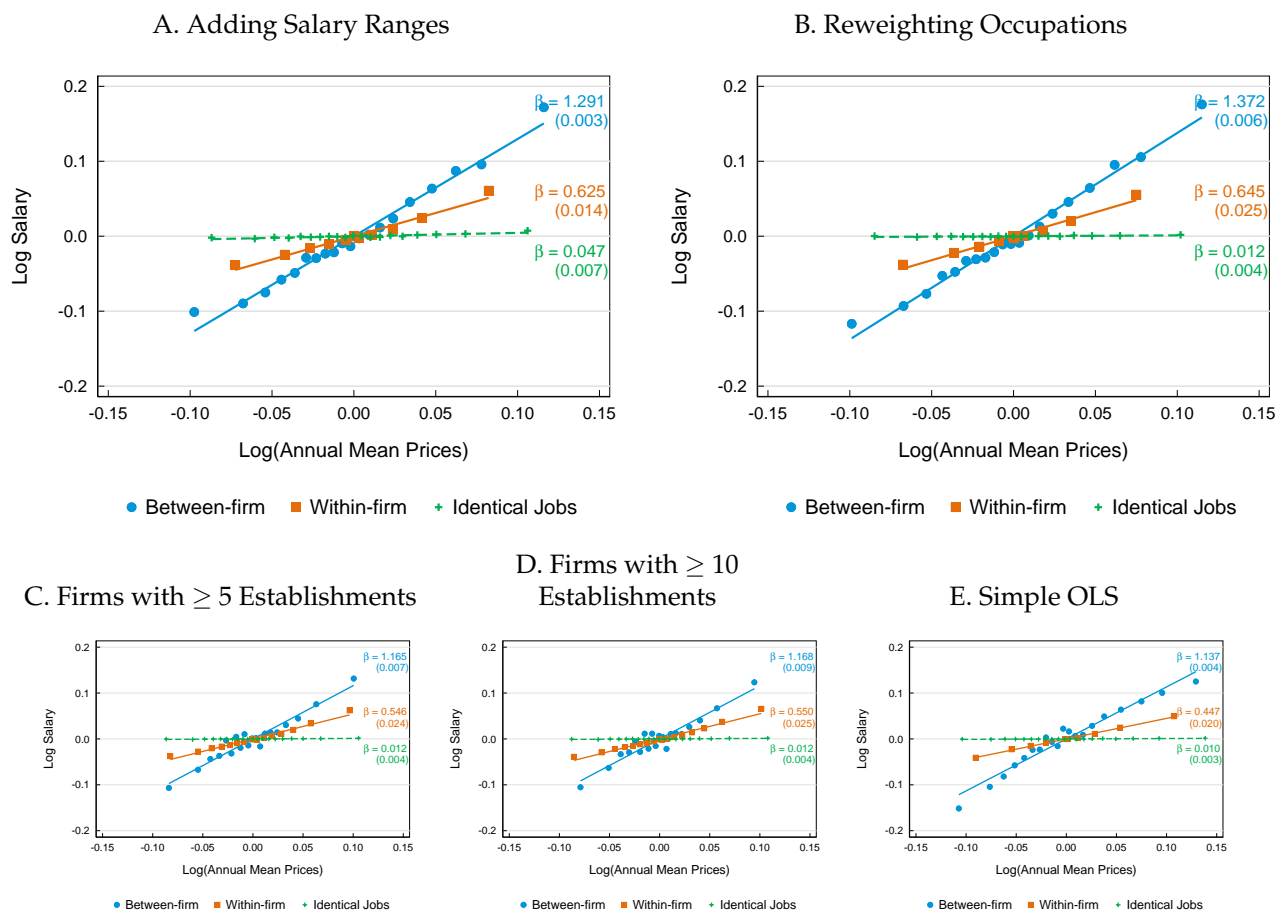 A. Adding Salary Ranges
0.2
0.1
0.0
-0.1
-0.2
Log Salary
β = 1.291
(0.003)
β = 0.625
(0.014)
β = 0.047
(0.007)
-0.15 -0.10 -0.05 0.00 0.05 0.10 0.15
Log(Annual Mean Prices)
Between-firm Within-firm Identical Jobs
B. Reweighting Occupations
0.2
0.1
0.0
-0.1
-0.2
Log Salary
β = 1.372
(0.006)
β = 0.645
(0.025)
β = 0.012
(0.004)
-0.15 -0.10 -0.05 0.00 0.05 0.10 0.15
Log(Annual Mean Prices)
Between-firm Within-firm Identical Jobs
C. Firms with ≥ 5 Establishments
0.2
0.1
0.0
-0.1
-0.2
Log Salary
β = 1.165
(0.007)
β = 0.546
(0.024)
β = 0.012
(0.004)
-0.15 -0.10 -0.05 0.00 0.05 0.10 0.15
Log(Annual Mean Prices)
Between-firm Within-firm Identical Jobs
D. Firms with ≥ 10
Establishments
0.2
0.1
0.0
-0.1
-0.2
Log Salary
β = 1.168
(0.009)
β = 0.550
(0.025)
β = 0.012
(0.004)
-0.15 -0.10 -0.05 0.00 0.05 0.10 0.15
Log(Annual Mean Prices)
Between-firm Within-firm Identical Jobs
E. Simple OLS
0.2
0.1
0.0
-0.1
-0.2
Log Salary
β = 1.137
(0.004)
β = 0.447
(0.020)
β = 0.010
(0.003)
-0.15 -0.10 -0.05 0.00 0.05 0.10 0.15
Log(Annual Mean Prices)
Between-firm Within-firm Identical Jobs